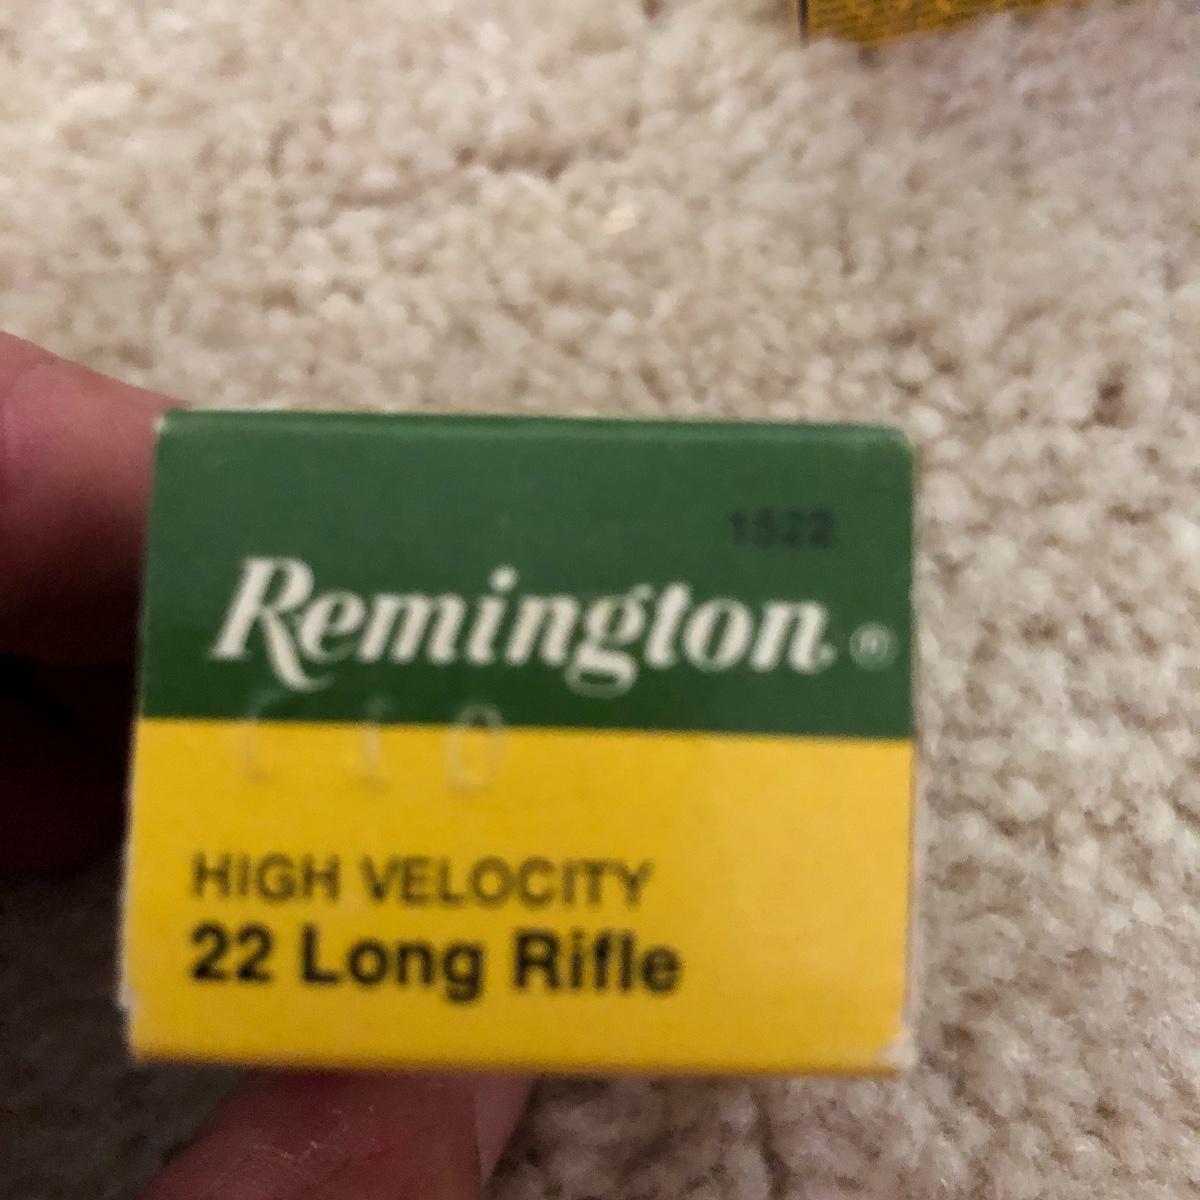 1522
Remington®
HIGH VELOCITY
22 Long Rifle